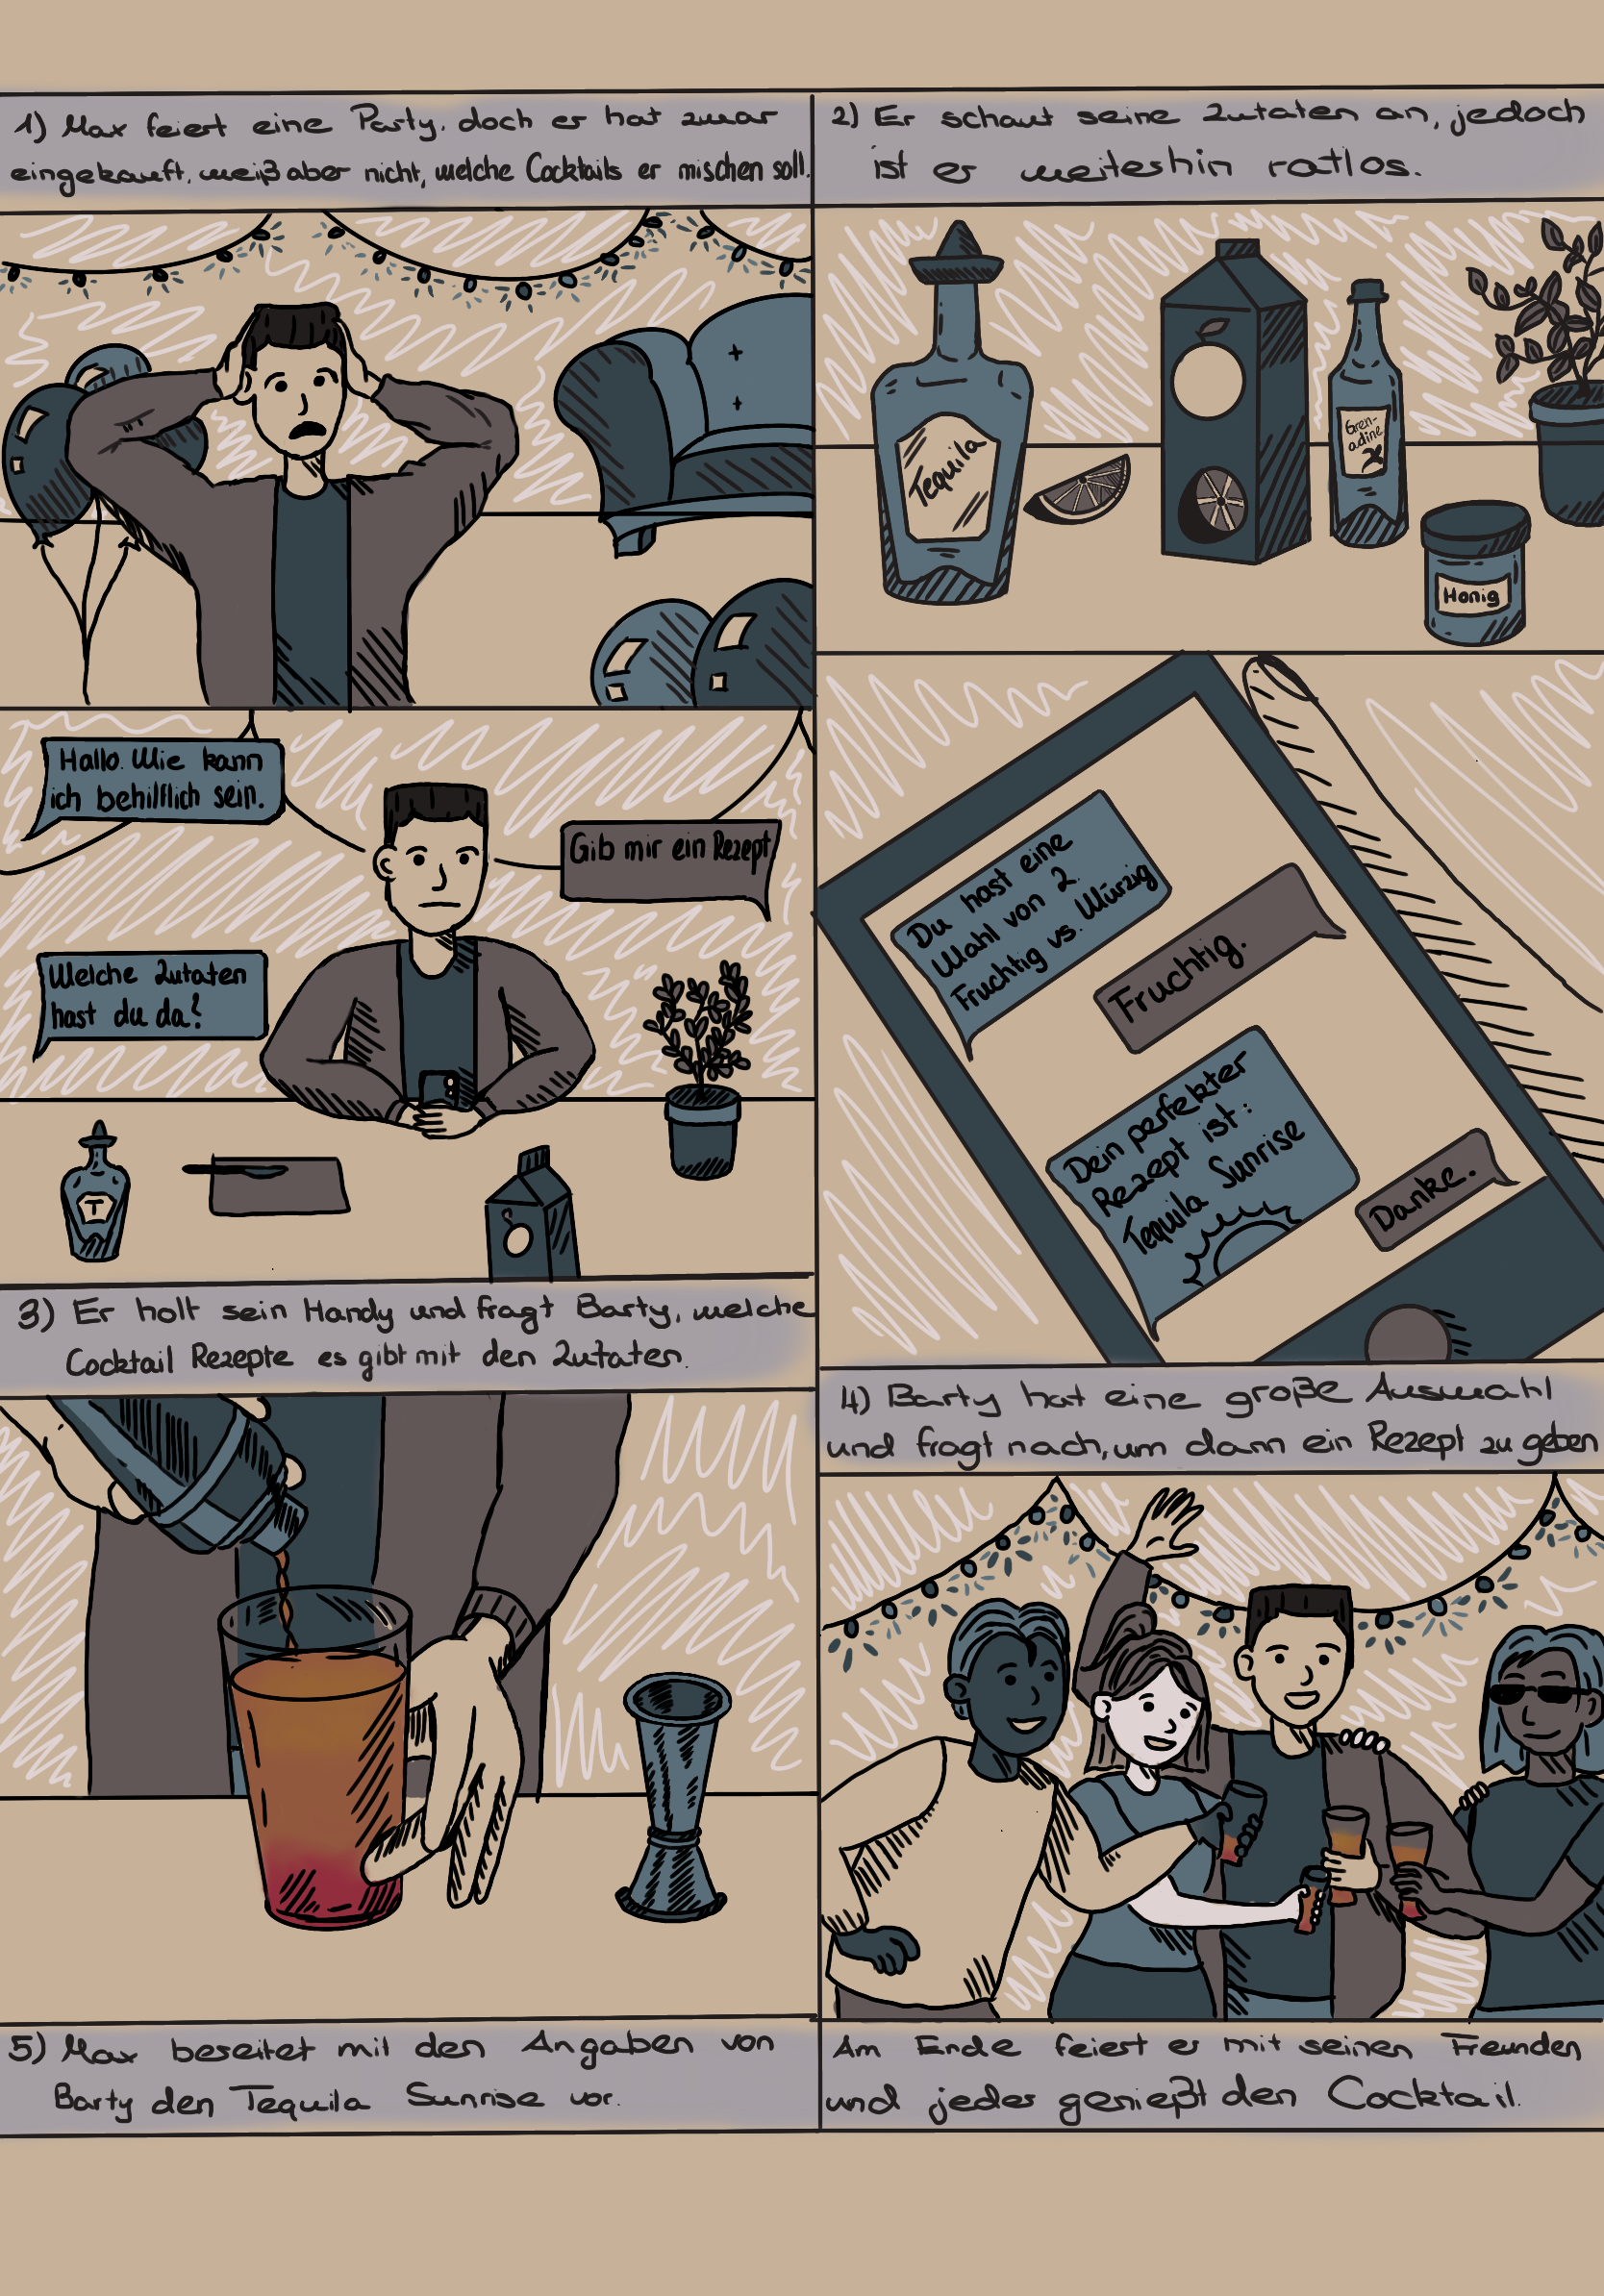 1) Max feiert eine Party, doch er hat zwar
eingekauft, weiß aber nicht, welche Cocktails er mischen soll.
2) Er schaut seine Zutaten an, jedoch
ist er weiterhin ratlos.
Tequila
Gren-
adine
Honig
Hallo. Wie kann
ich behilflich sein.
Gib mir ein Rezept
Welche Zutaten
hast du da?
T
3) Er holt sein Handy und fragt Barty, welche
Cocktail Rezepte es gibt mit den Zutaten.
Du hast eine
Wahl von 2.
Fruchtig vs. Würzig
Fruchtig.
Dein perfekter
Rezept ist:
Tequila Sunrise
Danke.
4) Barty hat eine große Auswahl
und fragt nach, um dann ein Rezept zu geben
5) Max bereitet mit den Angaben von
Barty den Tequila Sunrise vor.
Am Ende feiert er mit seinen Freunden
und jeder genießt den Cocktail.